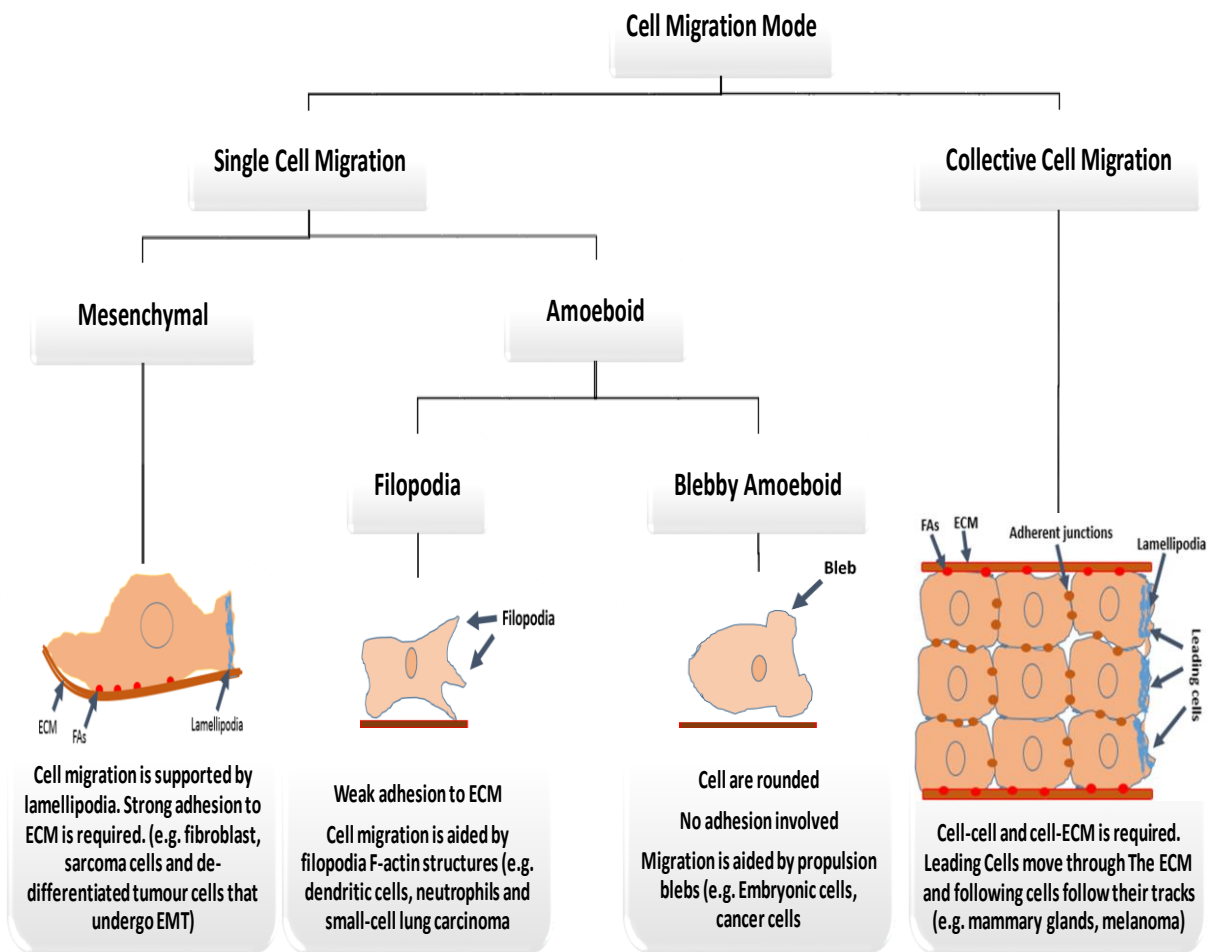 Cell Migration Mode
Single Cell Migration
Collective Cell Migration
Mesenchymal
Amoeboid
Filopodia
Blebby Amoeboid
ECM
FAs
Lamellipodia
Filopodia
Bleb
FAs
ECM
Adherent junctions
Lamellipodia
Leading cells
Cell migration is supported by
lamellipodia. Strong adhesion to
ECM is required. (e.g. fibroblast,
sarcoma cells and de-
differentiated tumour cells that
undergo EMT)
Weak adhesion to ECM
Cell migration is aided by
filopodia F-actin structures (e.g.
dendritic cells, neutrophils and
small-cell lung carcinoma
Cell are rounded
No adhesion involved
Migration is aided by propulsion
blebs (e.g. Embryonic cells,
cancer cells
Cell-cell and cell-ECM is required.
Leading Cells move through The ECM
and following cells follow their tracks
(e.g. mammary glands, melanoma)